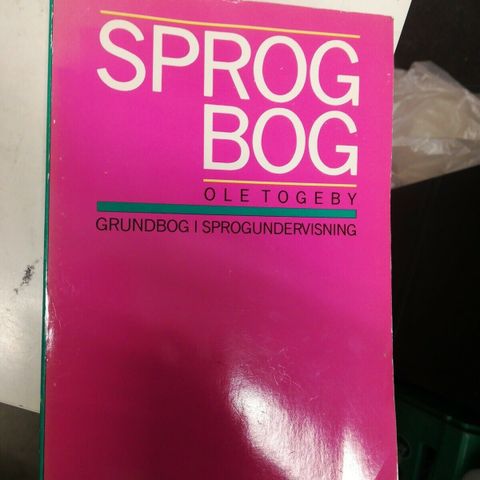 SPROG
BOG
OLE TOGEBY
GRUNDBOG I SPROGUNDERVISNING